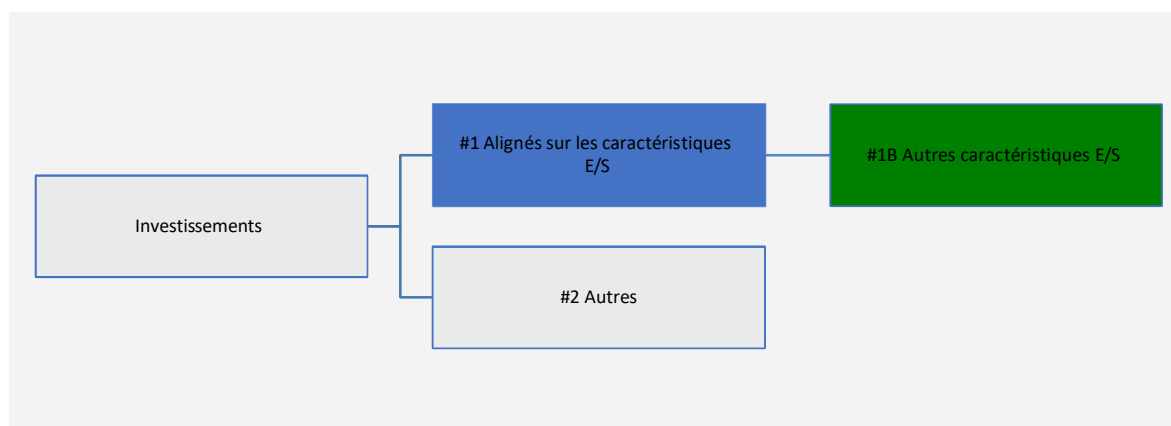 #1 Alignés sur les caractéristiques
E/S
#1B Autres caractéristiques E/S
Investissements
#2 Autres